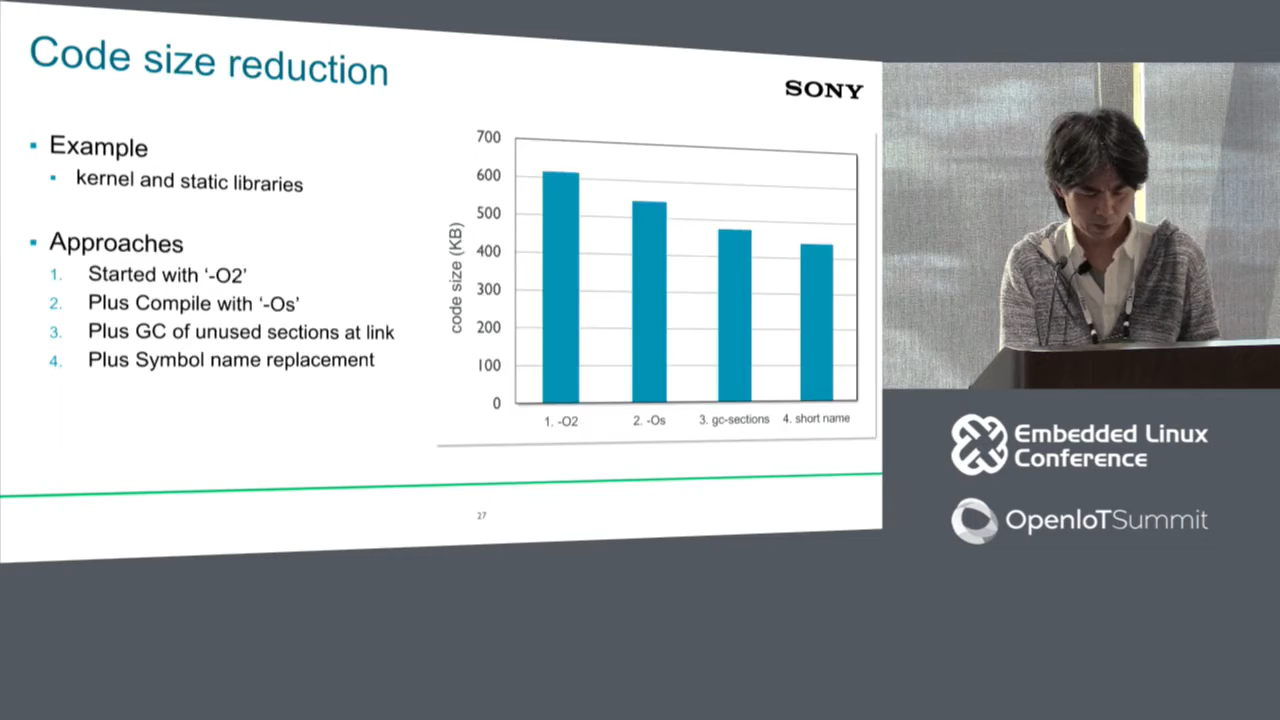 Code size reduction
SONY
Example
kernel and static libraries
Approaches
1. Started with ‘-O2’
2. Plus Compile with ‘-Os’
3. Plus GC of unused sections at link
4. Plus Symbol name replacement
code size (KB)
700
600
500
400
300
200
100
0
1. -O2
2. -Os
3. gc-sections
4. short name
27
Embedded Linux
Conference
OpenIoTSummit